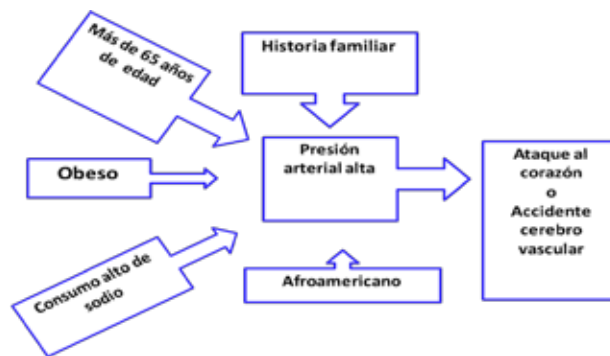 Más de 65 años
de edad
Historia familiar
Obeso
Presión
arterial alta
Ataque al
corazón
o
Accidente
cerebro
vascular
Consumo alto de
sodio
Afroamericano